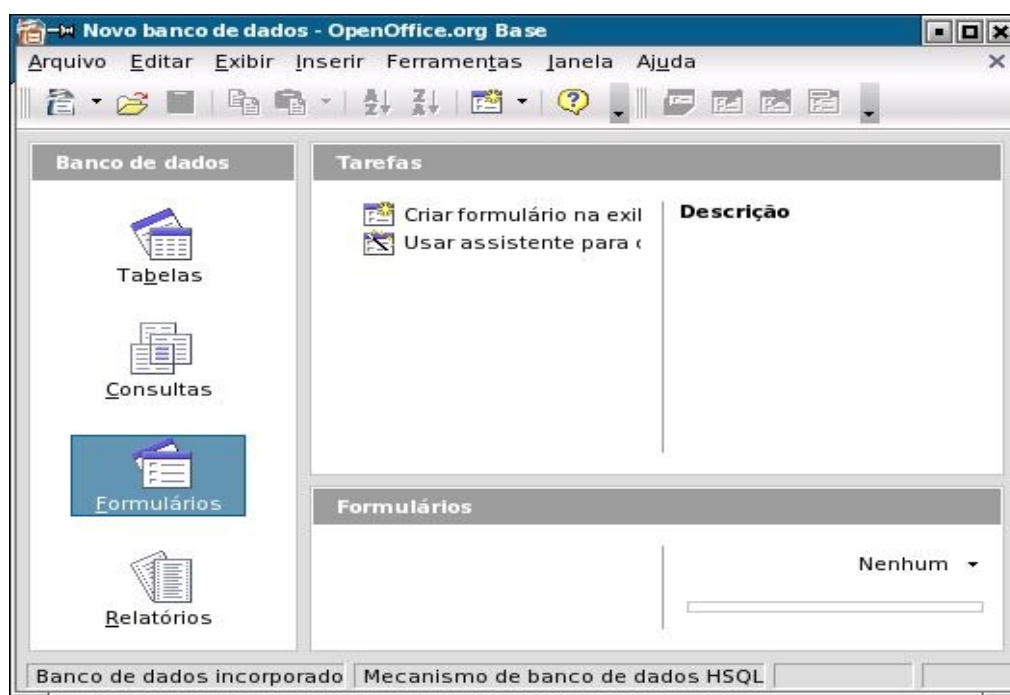 Novo banco de dados - OpenOffice.org Base
Arquivo Editar Exibir Inserir Ferramentas Janela Ajuda
Banco de dados
Tabelas
Consultas
Formulários
Relatórios
Tarefas
Criar formulário na exi
Usar assistente para
Descrição
Formulários
Nenhum
Banco de dados incorporado Mecanismo de banco de dados HSQL